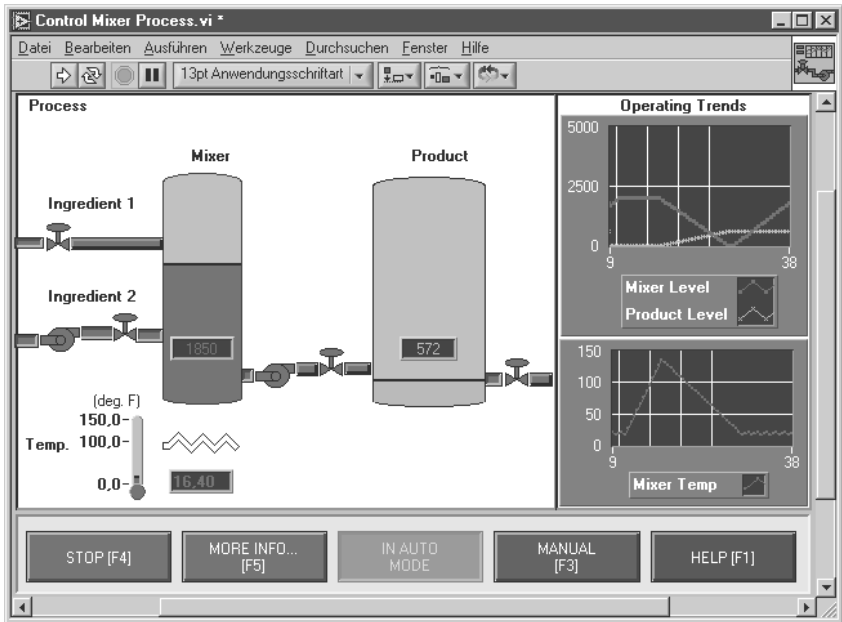 Control Mixer Process.vi *
Datei Bearbeiten Ausführen Werkzeuge Durchsuchen Fenster Hilfe
13pt Anwendungsschriftart
Process
Mixer
Product
Ingredient 1
Ingredient 2
1850
572
(deg. F)
150,0
Temp. 100,0
0,0
16,40
Operating Trends
5000
2500
0
9 38
Mixer Level
Product Level
150
100
50
0
9 38
Mixer Temp
STOP [F4]
MORE INFO...
[F5]
IN AUTO
MODE
MANUAL
[F3]
HELP [F1]